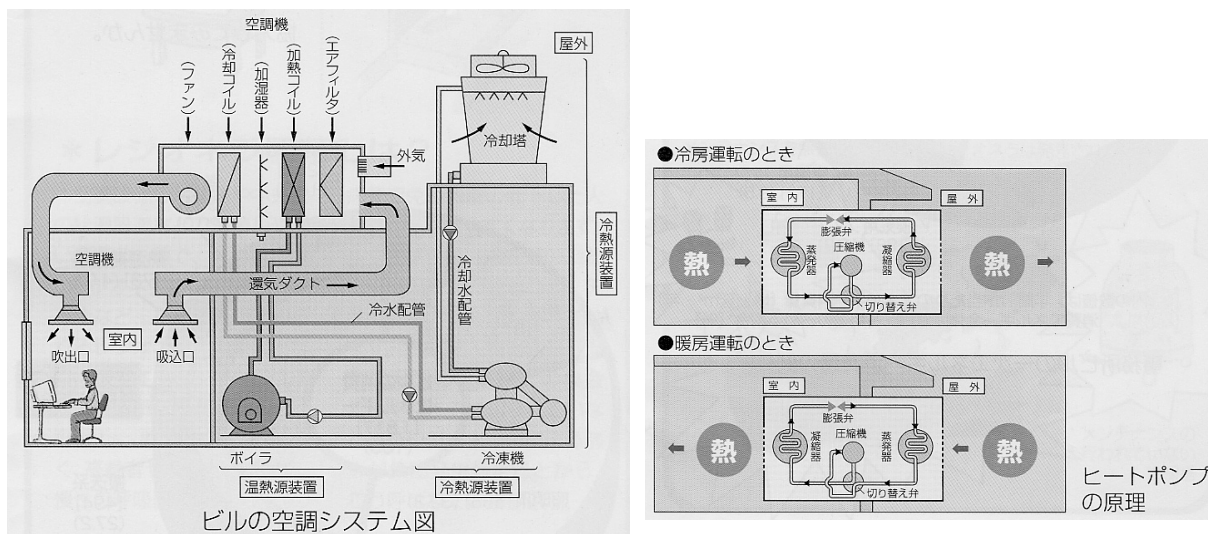 空調機
(ファン)
(冷却コイル)
(加湿器)
(加熱コイル)
(エアフィルタ)
屋外
冷却塔
外気
冷熱源装置
空調機
還気ダクト
冷却水配管
冷水配管
室内
吹出口
吸込口
ボイラ
冷凍機
温熱源装置
冷熱源装置
ビルの空調システム図
●冷房運転のとき
室内
屋外
膨張弁
熱
蒸発器
圧縮機
凝縮器
熱
切り替え弁
●暖房運転のとき
室内
屋外
膨張弁
熱
凝縮器
圧縮機
蒸発器
熱
切り替え弁
ヒートポンプ
の原理